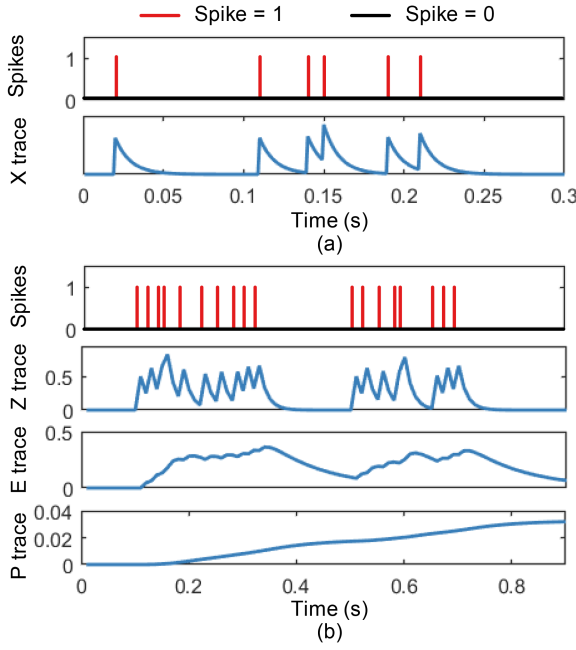 Spike = 1 Spike = 0
Spikes
1
0
X trace
0 0.05 0.1 0.15 0.2 0.25 0.3
Time (s)
(a)
Spikes
1
0
Z trace
0.5
0
E trace
0.5
0
P trace
0.04
0.02
0
0 0.2 0.4 0.6 0.8
Time (s)
(b)